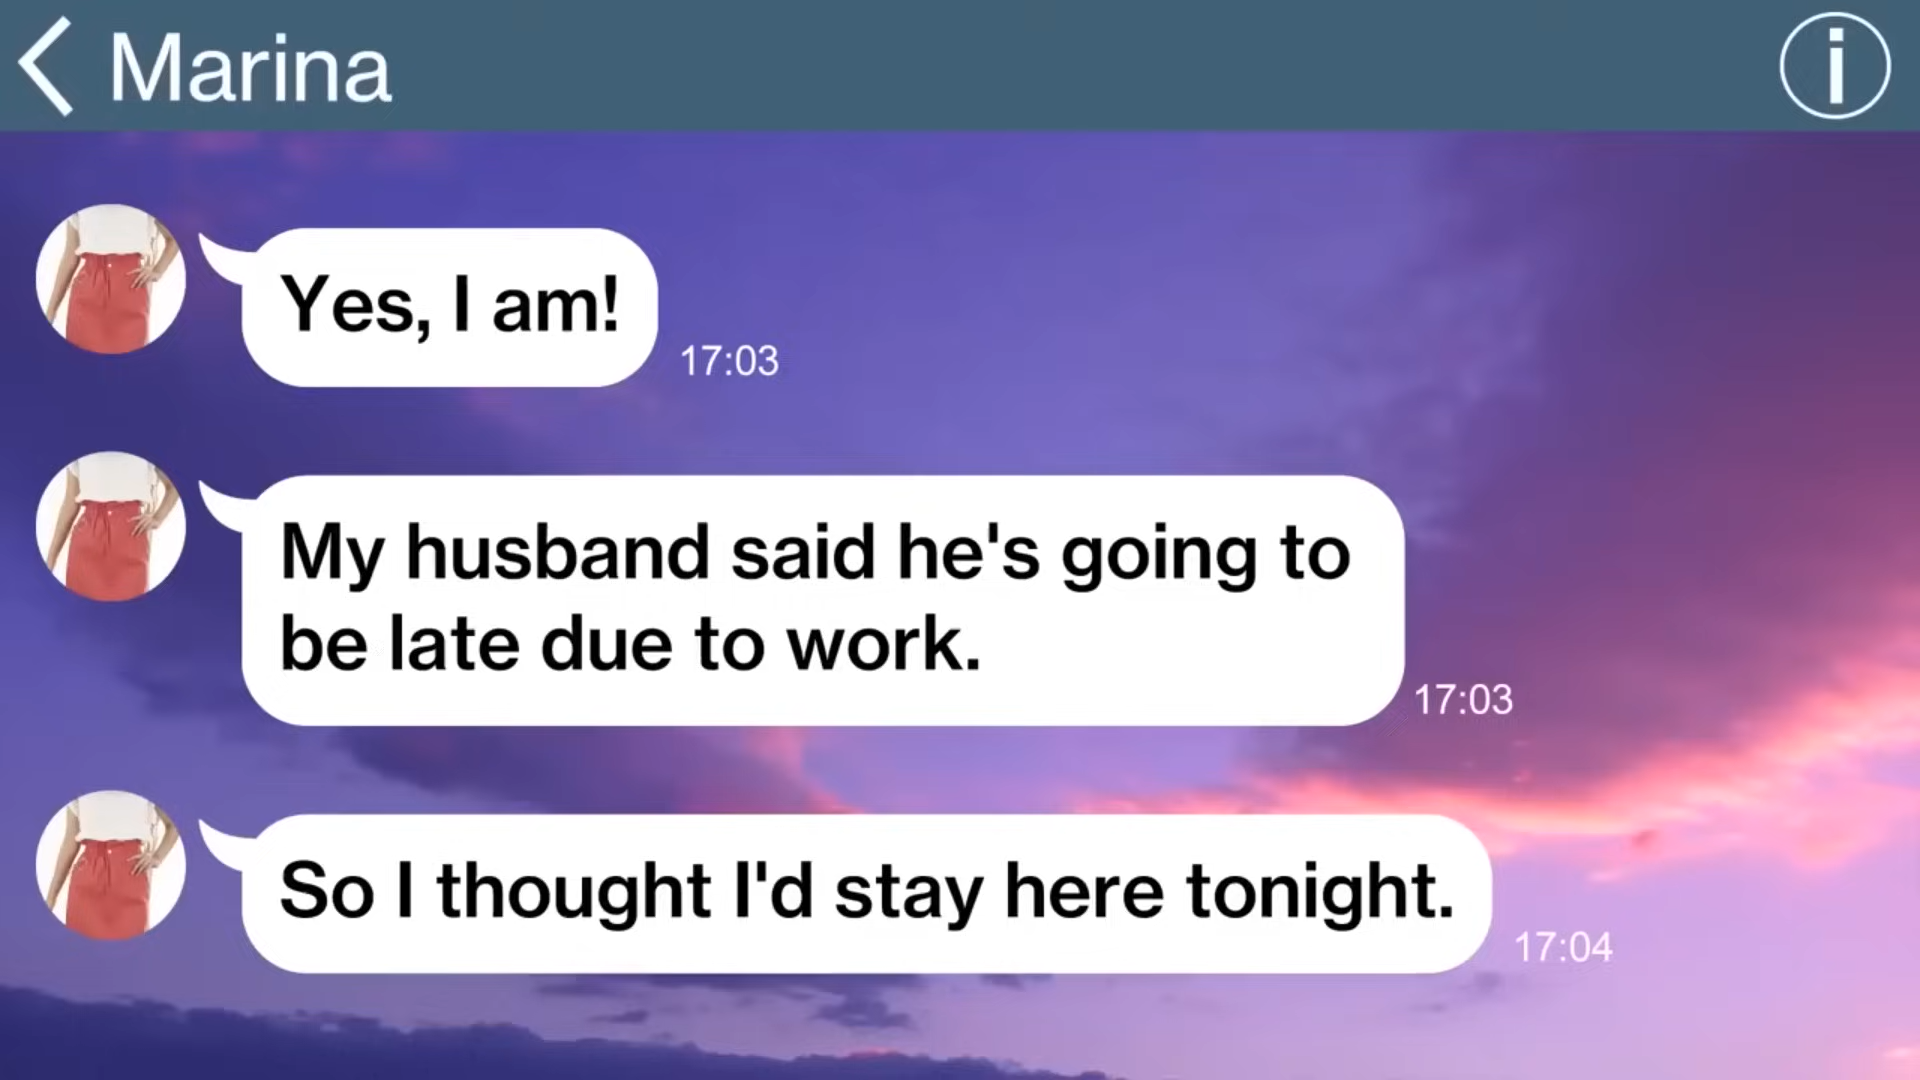 Marina
Yes, I am!
17:03
My husband said he's going to
be late due to work.
17:03
So I thought I'd stay here tonight.
17:04